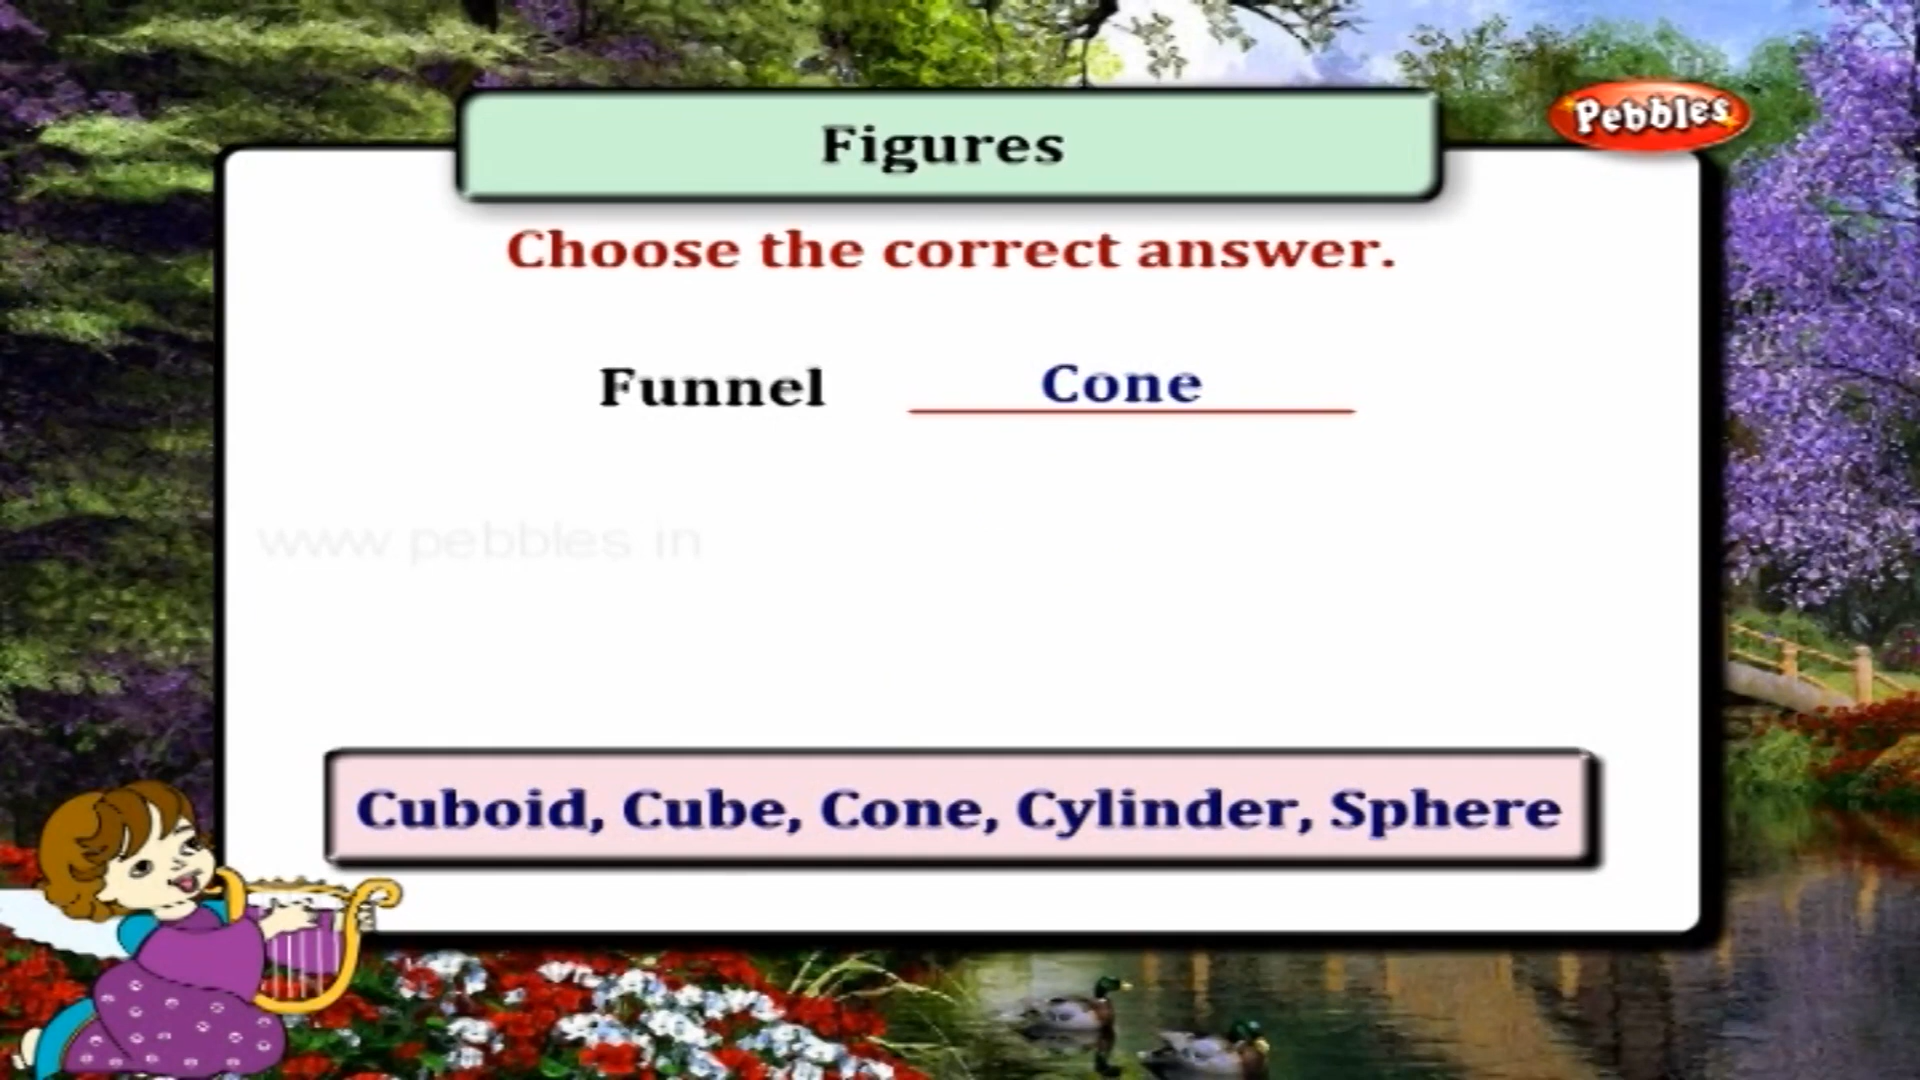 Pebbles
Figures
Choose the correct answer.
Funnel Cone
www pebbles in
Cuboid, Cube, Cone, Cylinder, Sphere